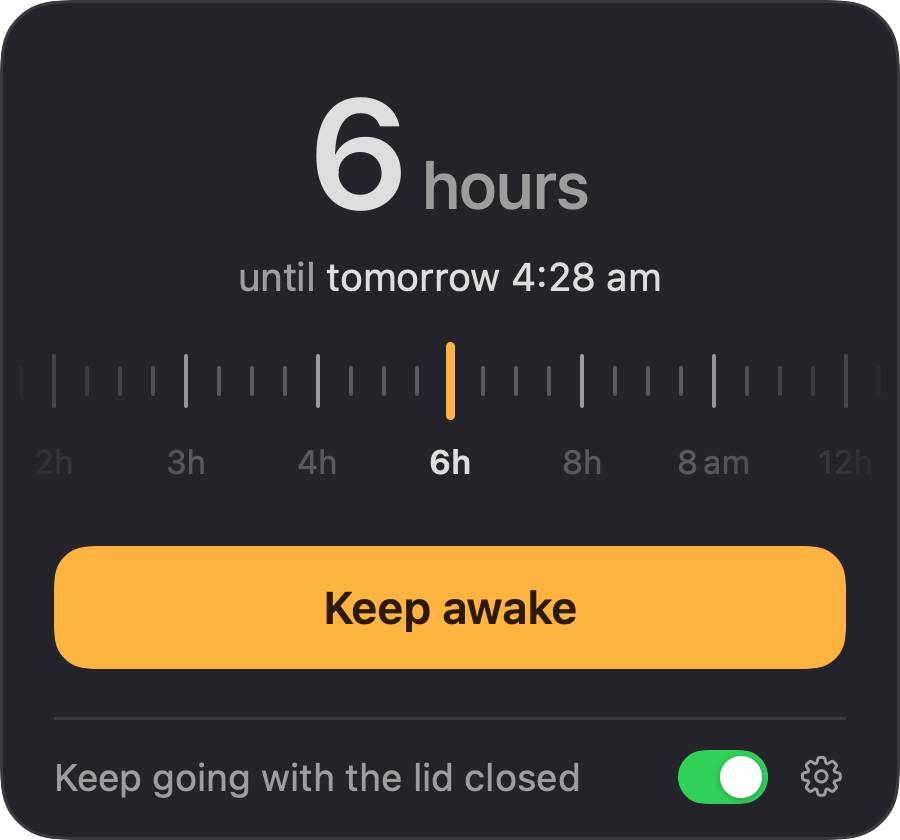 6 hours
until tomorrow 4:28 am
2h 3h 4h 6h 8h 8 am 12h
Keep awake
Keep going with the lid closed